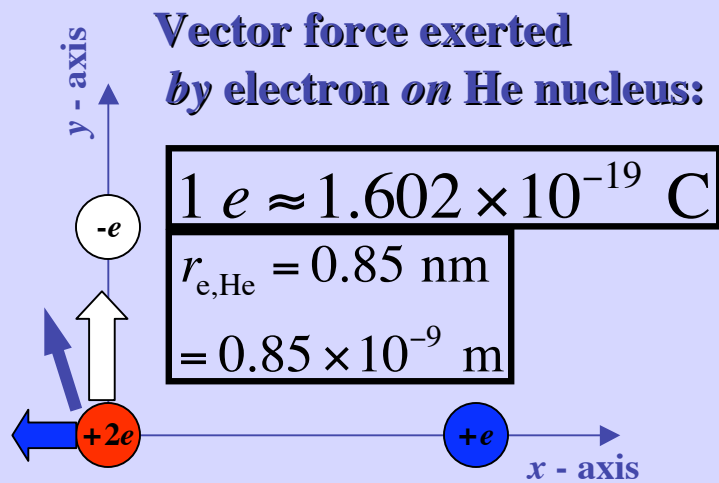 Vector force exerted
by electron on He nucleus:
y - axis
1 e ≈ 1.602 × 10⁻¹⁹ C
-e
r_e,He = 0.85 nm
= 0.85 × 10⁻⁹ m
+2e
+e
x - axis